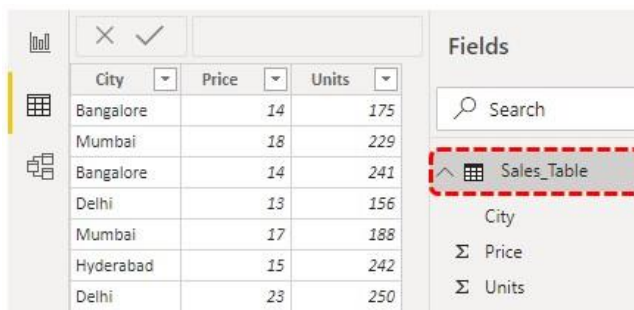 Fields
City Price Units
Bangalore 14 175
Search
Mumbai 18 229
Bangalore 14 241
Sales_Table
Delhi 13 156
City
Mumbai 17 188
Σ Price
Hyderabad 15 242
Σ Units
Delhi 23 250